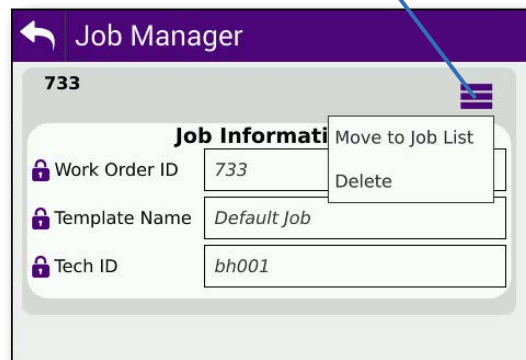 Job Manager
733
Job Informati
Move to Job List
Work Order ID
733
Delete
Template Name
Default Job
Tech ID
bh001